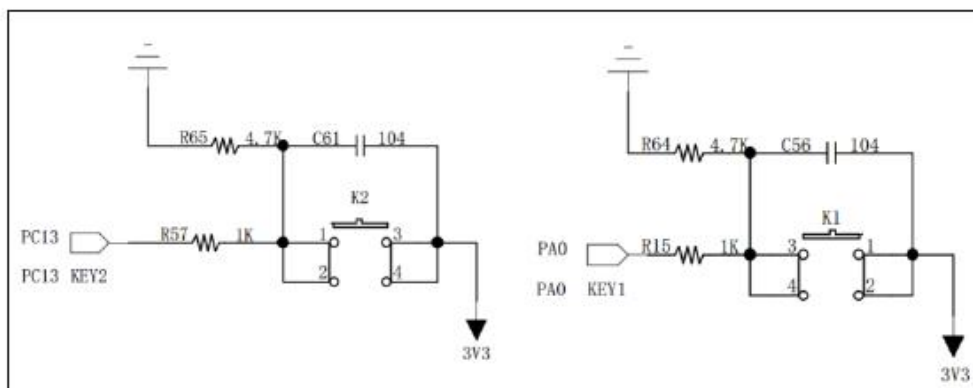 R65 4.7K C61 104
K2
PC13 R57 1K 1 3
2 4
PC13 KEY2
3V3
R64 4.7K C56 104
K1
PA0 R15 1K 3 1
4 2
PA0 KEY1
3V3